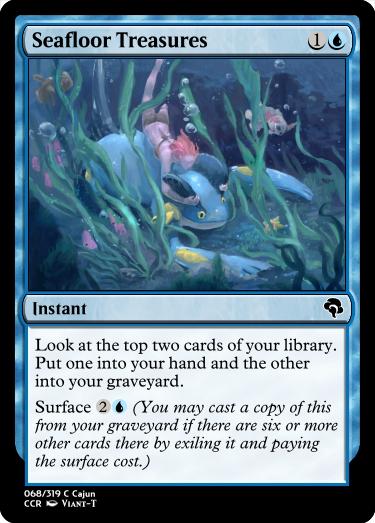 Seafloor Treasures 1
Instant
Look at the top two cards of your library.
Put one into your hand and the other
into your graveyard.
Surface 2 (You may cast a copy of this
from your graveyard if there are six or more
other cards there by exiling it and paying
the surface cost.)
068/319 C Cajun
CCR VIANT-T